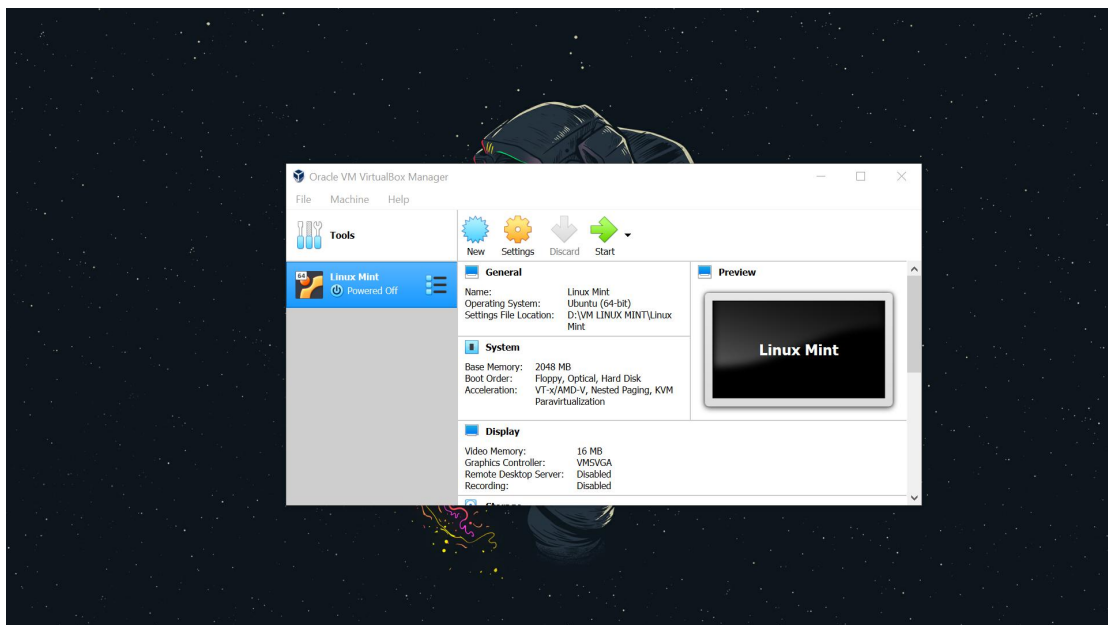 Oracle VM VirtualBox Manager
File Machine Help
Tools
New Settings Discard Start
64
Linux Mint
Powered Off
General
Name: Linux Mint
Operating System: Ubuntu (64-bit)
Settings File Location: D:\VM LINUX MINT\Linux
Mint
System
Base Memory: 2048 MB
Boot Order: Floppy, Optical, Hard Disk
Acceleration: VT-x/AMD-V, Nested Paging, KVM
Paravirtualization
Preview
Linux Mint
Display
Video Memory: 16 MB
Graphics Controller: VMSVGA
Remote Desktop Server: Disabled
Recording: Disabled